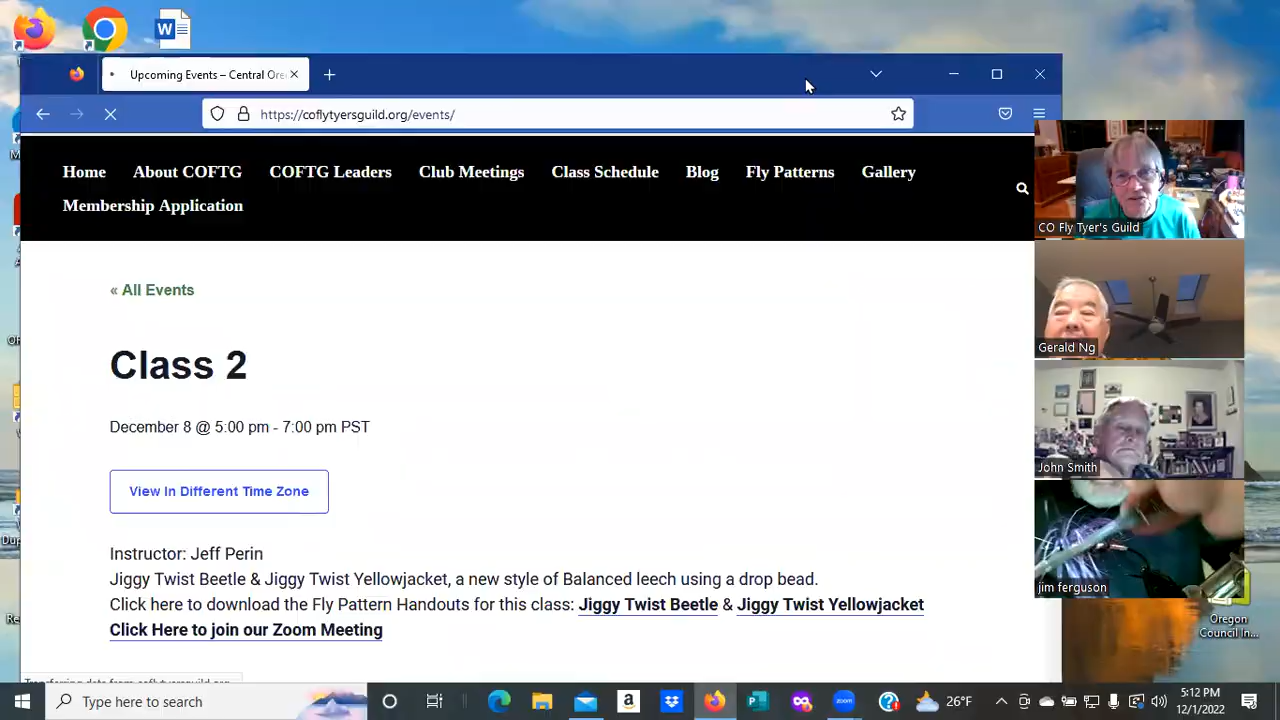 Upcoming Events – Central Ore
https://coflytyersguild.org/events/
Home About COFTG COFTG Leaders Club Meetings Class Schedule Blog Fly Patterns Gallery
Membership Application
« All Events
Class 2
December 8 @ 5:00 pm - 7:00 pm PST
View In Different Time Zone
Instructor: Jeff Perin
Jiggy Twist Beetle & Jiggy Twist Yellowjacket, a new style of Balanced leech using a drop bead.
Click here to download the Fly Pattern Handouts for this class: Jiggy Twist Beetle & Jiggy Twist Yellowjacket
Click Here to join our Zoom Meeting
CO Fly Tyer's Guild
Gerald Ng
John Smith
jim ferguson
Oregon
Council In...
Type here to search
zoom
26°F
5:12 PM
12/1/2022